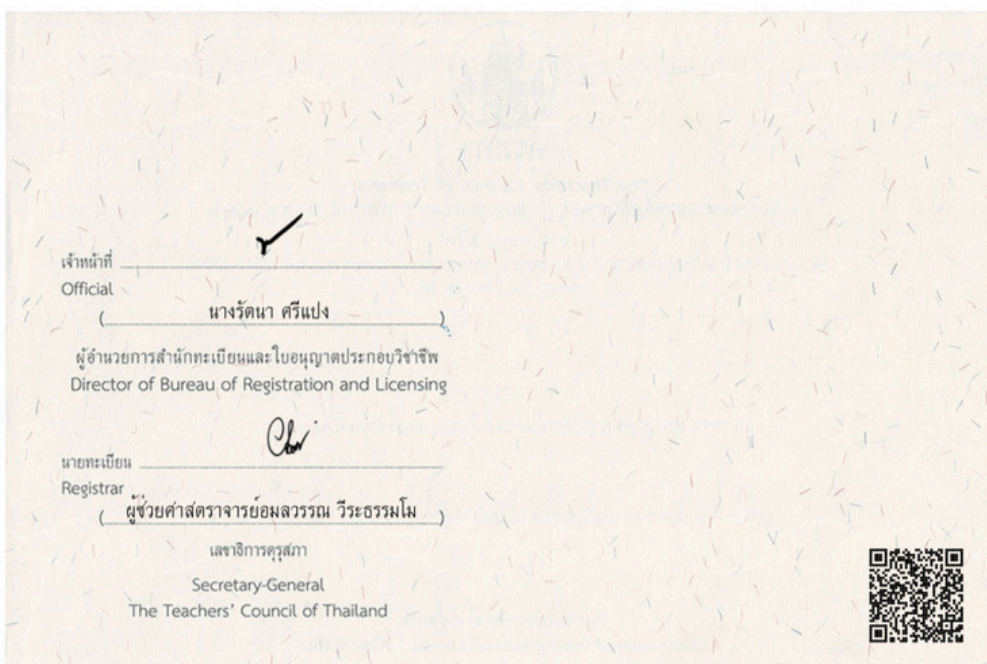 เจ้าหน้าที่
Official
( นางรัตนา ศรีแปง )
ผู้อำนวยการสำนักทะเบียนและใบอนุญาตประกอบวิชาชีพ
Director of Bureau of Registration and Licensing
นายทะเบียน
Registrar
( ผู้ช่วยศาสตราจารย์อมลวรรณ วีระธรรมโม )
เลขาธิการคุรุสภา
Secretary-General
The Teachers' Council of Thailand